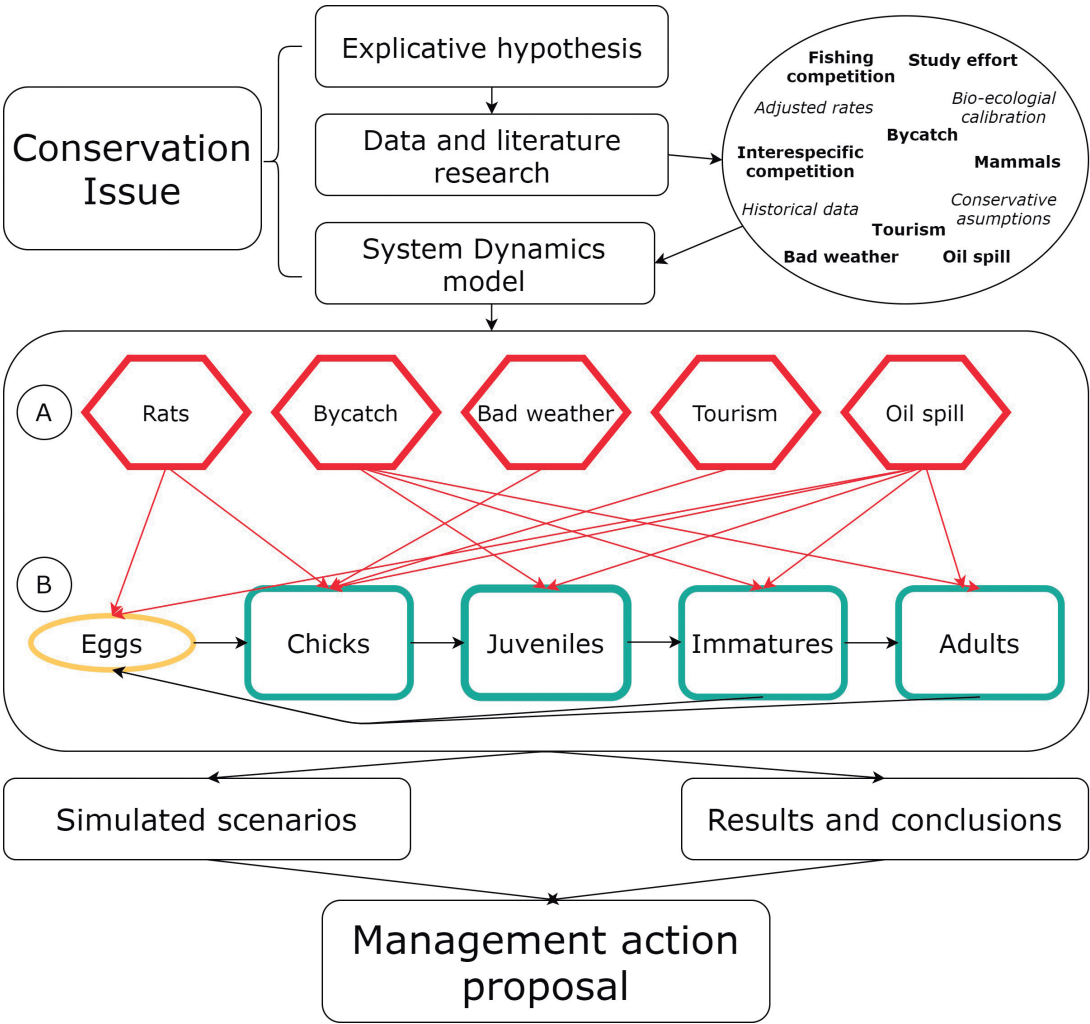 Conservation
Issue
Explicative hypothesis
Data and literature
research
System Dynamics
model
Fishing
competition
Study effort
Adjusted rates
Bio-ecologial
calibration
Bycatch
Interespecific
competition
Mammals
Historical data
Conservative
asumptions
Tourism
Bad weather
Oil spill
A
Rats
Bycatch
Bad weather
Tourism
Oil spill
B
Eggs
Chicks
Juveniles
Immatures
Adults
Simulated scenarios
Results and conclusions
Management action
proposal